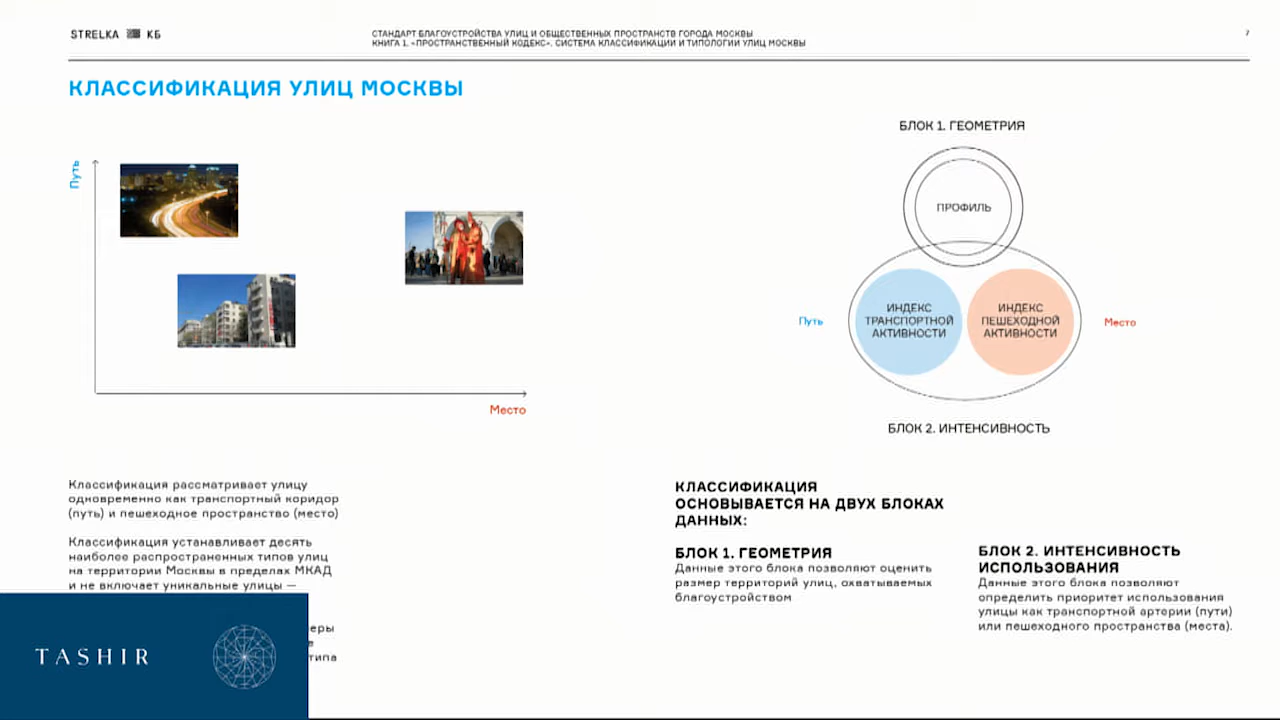 STRELKA КБ
СТАНДАРТ БЛАГОУСТРОЙСТВА УЛИЦ И ОБЩЕСТВЕННЫХ ПРОСТРАНСТВ ГОРОДА МОСКВЫ
КНИГА 1. «ПРОСТРАНСТВЕННЫЙ КОДЕКС». СИСТЕМА КЛАССИФИКАЦИИ И ТИПОЛОГИИ УЛИЦ МОСКВЫ
7
КЛАССИФИКАЦИЯ УЛИЦ МОСКВЫ
Путь
Место
БЛОК 1. ГЕОМЕТРИЯ
ПРОФИЛЬ
Путь
ИНДЕКС
ТРАНСПОРТНОЙ
АКТИВНОСТИ
ИНДЕКС
ПЕШЕХОДНОЙ
АКТИВНОСТИ
Место
БЛОК 2. ИНТЕНСИВНОСТЬ
Классификация рассматривает улицу
одновременно как транспортный коридор
(путь) и пешеходное пространство (место)
Классификация устанавливает десять
наиболее распространенных типов улиц
на территории Москвы в пределах МКАД
и не включает уникальные улицы —
еры
е
типа
КЛАССИФИКАЦИЯ
ОСНОВЫВАЕТСЯ НА ДВУХ БЛОКАХ
ДАННЫХ:
БЛОК 1. ГЕОМЕТРИЯ
Данные этого блока позволяют оценить
размер территорий улиц, охватываемых
благоустройством
БЛОК 2. ИНТЕНСИВНОСТЬ
ИСПОЛЬЗОВАНИЯ
Данные этого блока позволяют
определить приоритет использования
улицы как транспортной артерии (пути)
или пешеходного пространства (места).
TASHIR